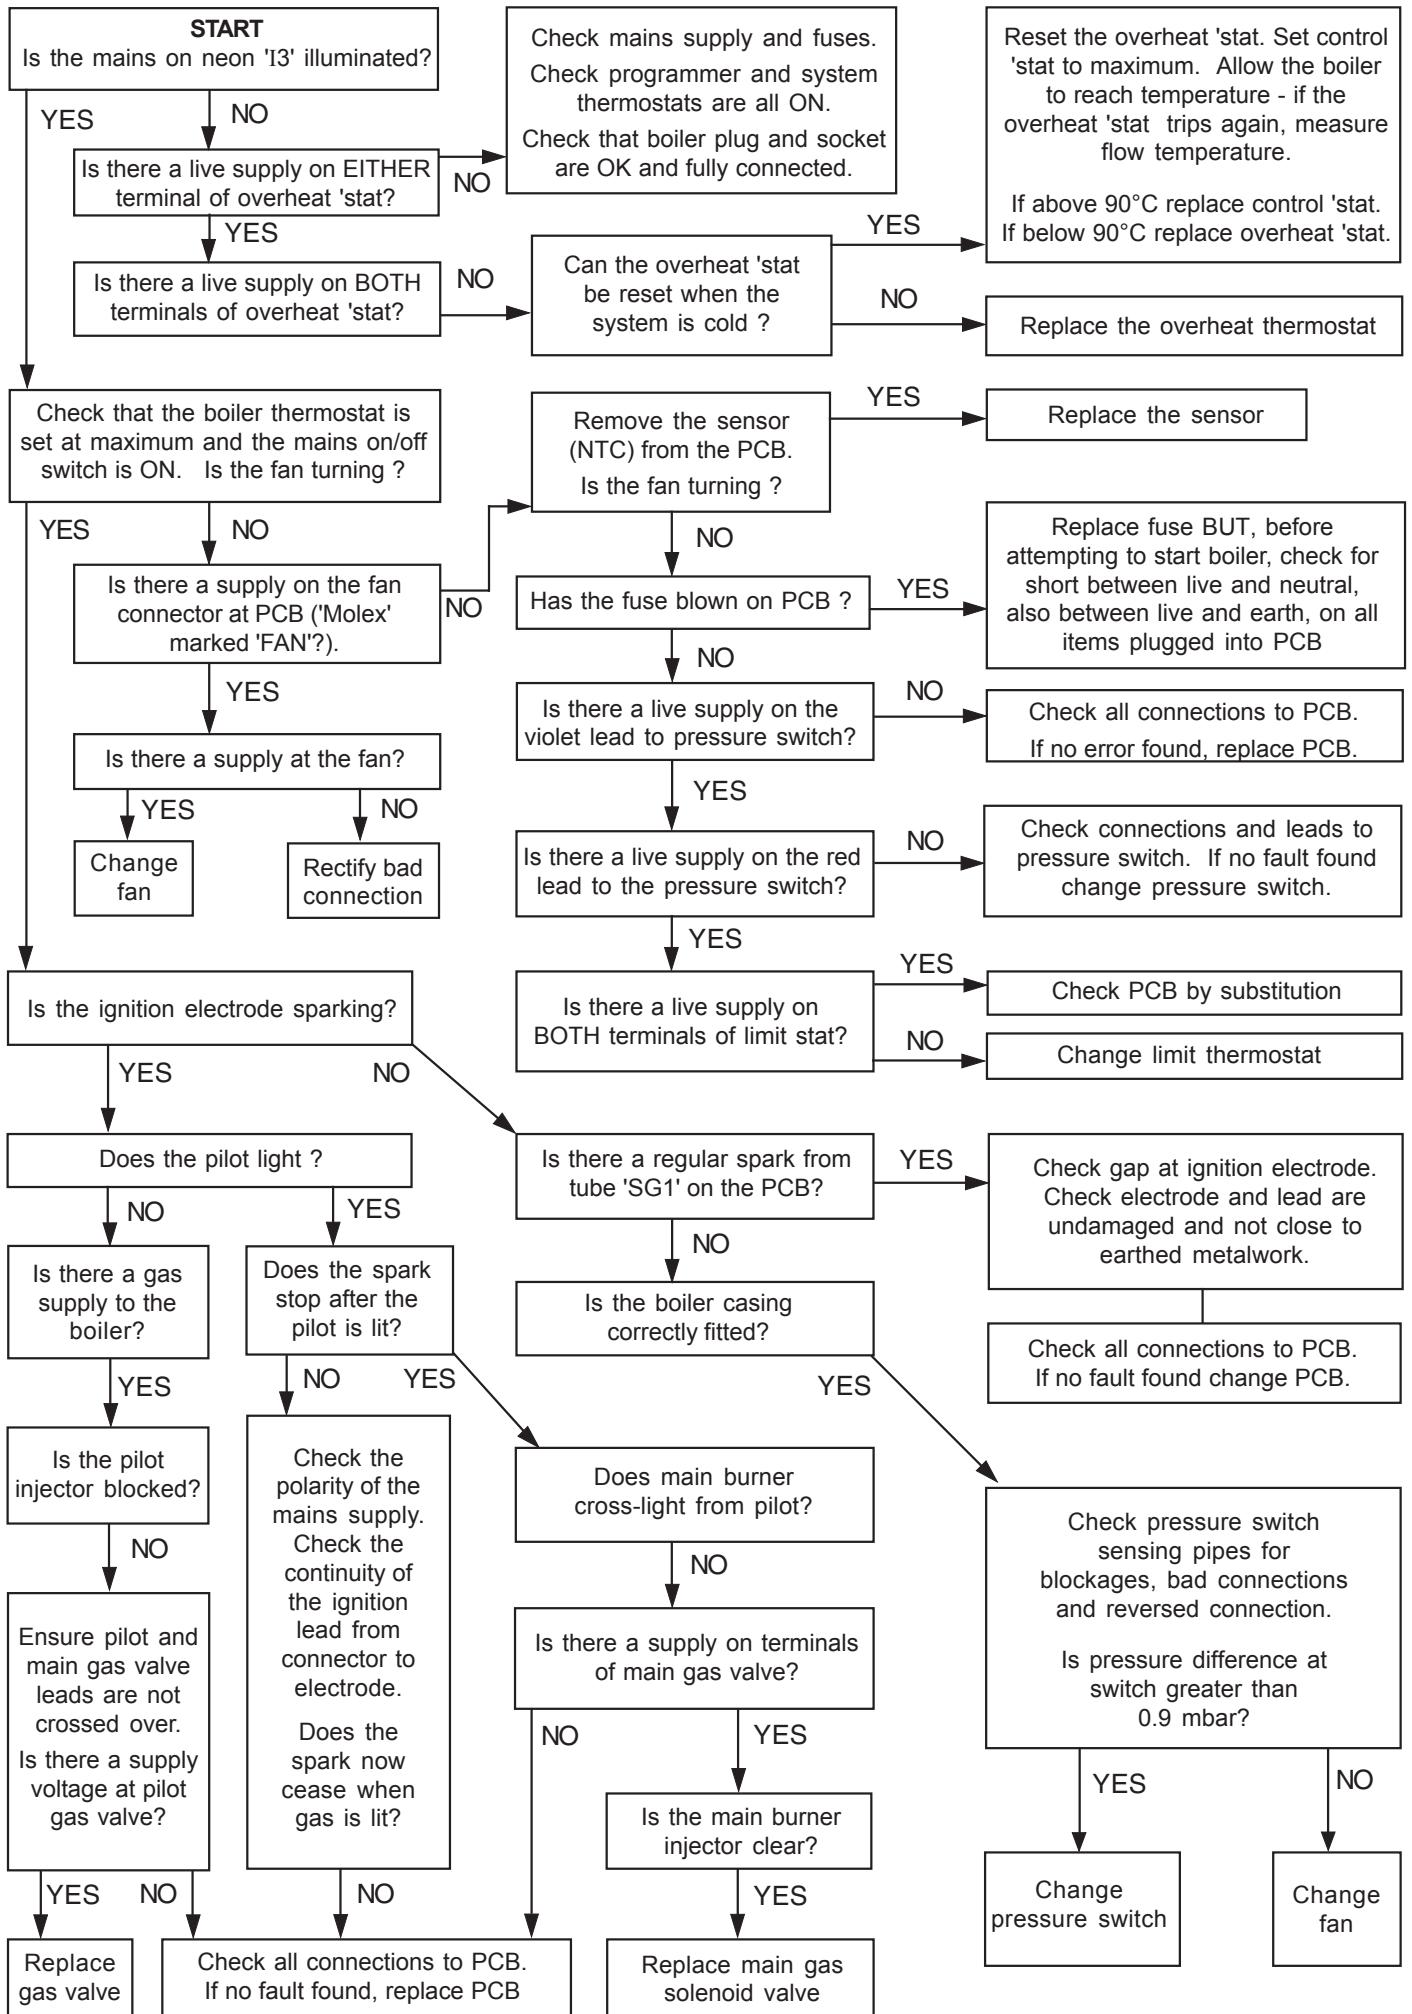 START
Is the mains on neon 'I3' illuminated?
YES
NO
Is there a live supply on EITHER
terminal of overheat 'stat?
NO
Check mains supply and fuses.
Check programmer and system
thermostats are all ON.
Check that boiler plug and socket
are OK and fully connected.
YES
Is there a live supply on BOTH
terminals of overheat 'stat?
NO
Can the overheat 'stat
be reset when the
system is cold ?
YES
Reset the overheat 'stat. Set control
'stat to maximum. Allow the boiler
to reach temperature - if the
overheat 'stat trips again, measure
flow temperature.
If above 90°C replace control 'stat.
If below 90°C replace overheat 'stat.
NO
Replace the overheat thermostat
Check that the boiler thermostat is
set at maximum and the mains on/off
switch is ON. Is the fan turning ?
YES
NO
Is there a supply on the fan
connector at PCB ('Molex'
marked 'FAN'?).
NO
Remove the sensor
(NTC) from the PCB.
Is the fan turning ?
YES
Replace the sensor
NO
Has the fuse blown on PCB ?
YES
Replace fuse BUT, before
attempting to start boiler, check for
short between live and neutral,
also between live and earth, on all
items plugged into PCB
YES
Is there a supply at the fan?
YES
NO
Change
fan
Rectify bad
connection
NO
Is there a live supply on the
violet lead to pressure switch?
NO
Check all connections to PCB.
If no error found, replace PCB.
YES
Is there a live supply on the red
lead to the pressure switch?
NO
Check connections and leads to
pressure switch. If no fault found
change pressure switch.
YES
Is there a live supply on
BOTH terminals of limit stat?
YES
Check PCB by substitution
NO
Change limit thermostat
Is the ignition electrode sparking?
YES
NO
Does the pilot light ?
Is there a regular spark from
tube 'SG1' on the PCB?
YES
Check gap at ignition electrode.
Check electrode and lead are
undamaged and not close to
earthed metalwork.
Check all connections to PCB.
If no fault found change PCB.
NO
YES
NO
Is there a gas
supply to the
boiler?
Does the spark
stop after the
pilot is lit?
Is the boiler casing
correctly fitted?
YES
YES
NO
YES
Is the pilot
injector blocked?
Check the
polarity of the
mains supply.
Check the
continuity of
the ignition
lead from
connector to
electrode.
Does the
spark now
cease when
gas is lit?
Does main burner
cross-light from pilot?
Check pressure switch
sensing pipes for
blockages, bad connections
and reversed connection.
Is pressure difference at
switch greater than
0.9 mbar?
NO
NO
Ensure pilot and
main gas valve
leads are not
crossed over.
Is there a supply
voltage at pilot
gas valve?
Is there a supply on terminals
of main gas valve?
NO
YES
YES
NO
Is the main burner
injector clear?
YES
NO
NO
YES
Change
pressure switch
Change
fan
Replace
gas valve
Check all connections to PCB.
If no fault found, replace PCB
Replace main gas
solenoid valve